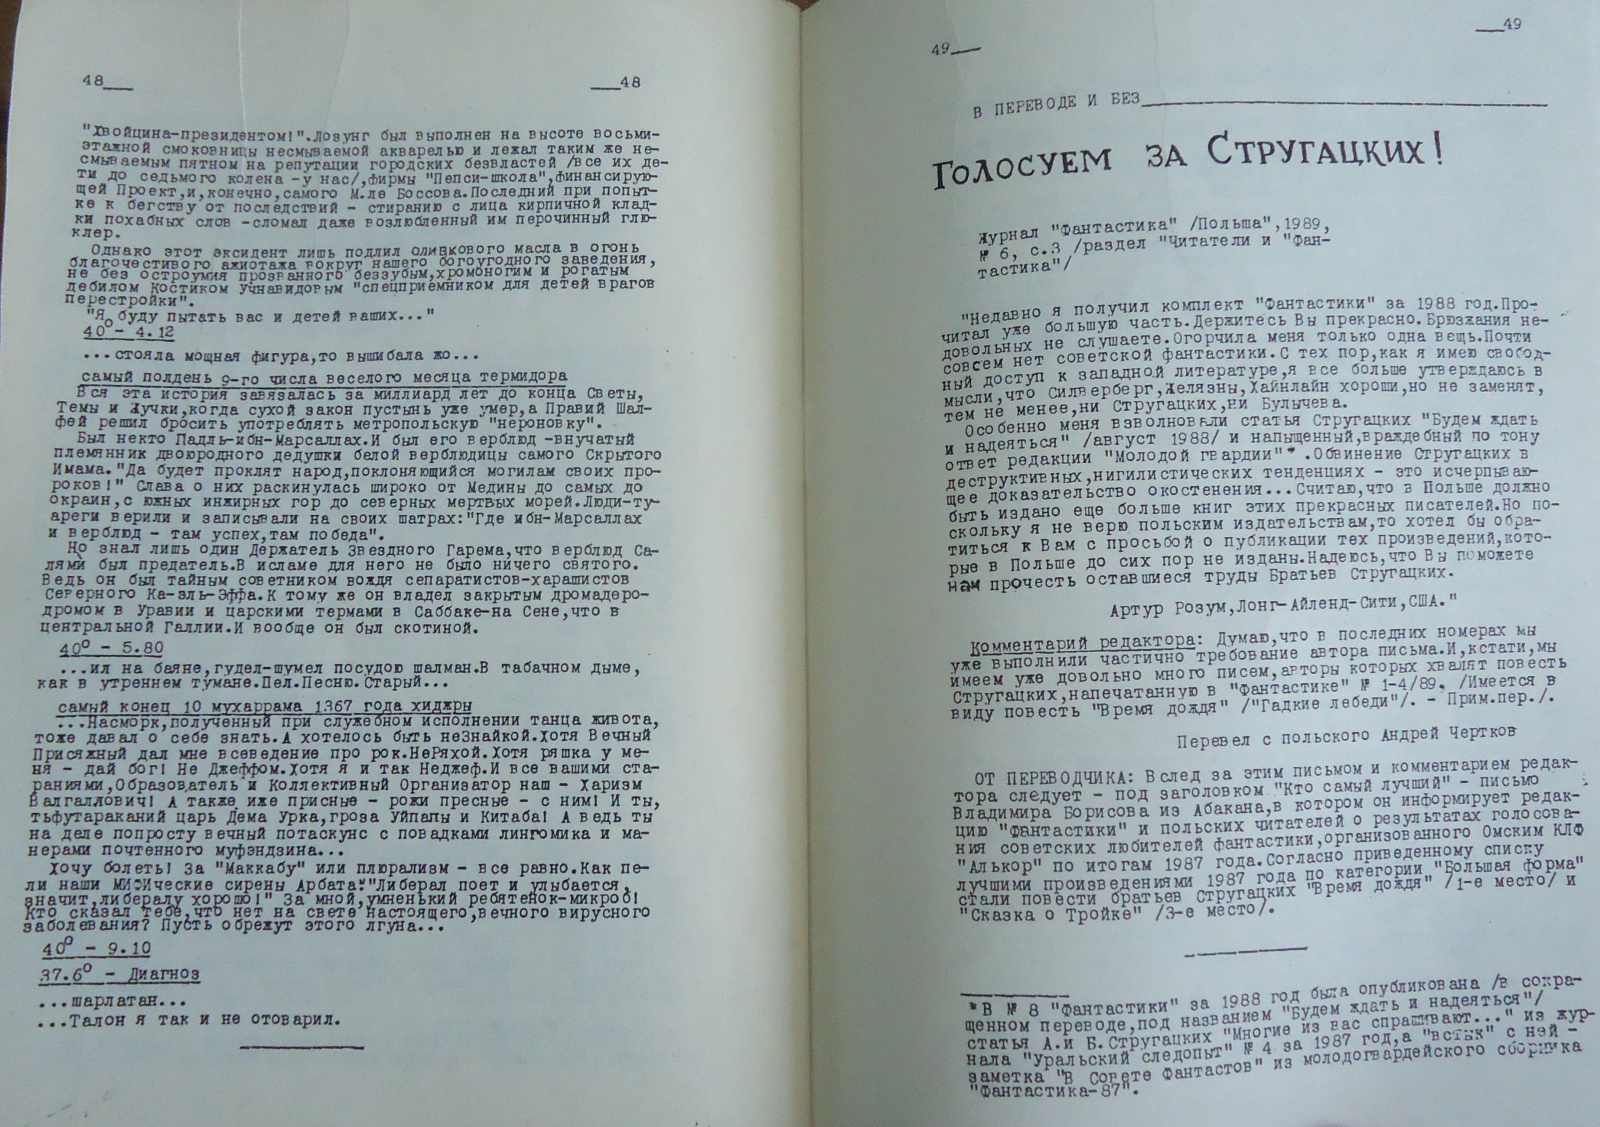 48__ __48
"Хвойцина-президентом!".Лозунг был выполнен на высоте восьми-
этажной смоковницы несмываемой акварелью и лежал таким же не-
смываемым пятном на репутации городских безвластей /все их де-
ти до седьмого колена -у нас/,фирмы "Пепси-школа",финансирую-
щей Проект,и,конечно,самого М.ле Боссова.Последний при попыт-
ке к бегству от последствий - стиранию с лица кирпичной клад-
ки похабных слов -сломал даже возлюбленный им перочинный глю-
клер.
Однако этот эксидент лишь подлил оливкового масла в огонь
благочестивого ажиотажа вокруг нашего богоугодного заведения,
не без остроумия прозванного беззубым,хромоногим и рогатым
дебилом Костиком Учнавидовым "спецприемником для детей врагов
перестройки".
"Я буду пытать вас и детей ваших..."
40° - 4.12
...стояла мощная фигура,то вышибала жо...
самый полдень 9-го числа веселого месяца термидора
Вся эта история завязалась за миллиард лет до конца Светы,
Темы и Жучки,когда сухой закон пустынь уже умер,а Правий Шал-
фей решил бросить употреблять метропольскую "нероновку".
Был некто Падль-ибн-Марсаллах.И был его верблюд -внучатый
племянник двоюродного дедушки белой верблюдицы самого Скрытого
Имама."Да будет проклят народ,поклоняющийся могилам своих про-
роков!" Слава о них раскинулась широко от Медины до самых до
окраин,с южных инжирных гор до северных мертвых морей.Люди-ту-
ареги верили и записывали на своих шатрах:"Где ибн-Марсаллах
и верблюд - там успех,там победа".
Но знал лишь один Держатель Звездного Гарема,что верблюд Са-
лями был предатель.В исламе для него не было ничего святого.
Ведь он был тайным советником вождя сепаратистов-харашистов
Северного Ка-эль-Эффа.К тому же он владел закрытым дромадеро-
дромом в Уравии и царскими термами в Саббаке-на Сене,что в
центральной Галлии.И вообще он был скотиной.
40° - 5.80
...ил на баяне,гудел-шумел посудою шалман.В табачном дыме,
как в утреннем тумане.Пел.Песню.Старый...
самый конец 10 мухаррама 1367 года хиджры
...Насморк,полученный при служебном исполнении танца живота,
тоже давал о себе знать.А хотелось быть неЗнайкой.Хотя Вечный
Присяжный дал мне всеведение про рок.НеРяхой.Хотя ряшка у ме-
ня - дай бог! Не Джеффом.Хотя я и так Неджеф.И все вашими ста-
раниями,Образователь и Коллективный Организатор наш - Харизм
Валгаллович! А также иже присные - рожи пресные - с ним! И ты,
тьфутараканий царь Дема Урка,гроза Уйпапы и Китаба! А ведь ты
на деле попросту вечный потаскунс с повадками лингомика и ма-
нерами почтенного муфэндзина...
Хочу болеть! За "Маккабу" или плюрализм - все равно.Как пе-
ли наши МИФические сирены Арбата:"Либерал поет и улыбается,
значит,либералу хорошо!" За мной,умненький ребятенок-микроб!
Кто сказал тебе,что нет на свете настоящего,вечного вирусного
заболевания? Пусть обрежут этого лгуна...
40° - 9.10
37.6° - Диагноз
...шарлатан...
...Талон я так и не отоварил.
49__ __49
В ПЕРЕВОДЕ И БЕЗ
Голосуем за Стругацких!
Журнал "Фантастика" /Польша",1989,
№ 6, с.3 /раздел "Читатели и "Фан-
тастика"/
"Недавно я получил комплект "Фантастики" за 1988 год.Про-
читал уже большую часть.Держитесь Вы прекрасно.Брюзжания не-
довольных не слушаете.Огорчила меня только одна вещь.Почти
совсем нет советской фантастики.С тех пор,как я имею свобод-
ный доступ к западной литературе,я все больше утверждаюсь в
мысли,что Силверберг,Желязны,Хайнлайн хороши,но не заменят,
тем не менее,ни Стругацких,ни Булычева.
Особенно меня взволновали статья Стругацких "Будем ждать
и надеяться" /август 1988/ и напыщенный,враждебный по тону
ответ редакции "Молодой гвардии"*.Обвинение Стругацких в
деструктивных,нигилистических тенденциях - это исчерпываю-
щее доказательство окостенения...Считаю,что в Польше должно
быть издано еще больше книг этих прекрасных писателей.Но по-
скольку я не верю польским издательствам,то хотел бы обра-
титься к Вам с просьбой о публикации тех произведений,кото-
рые в Польше до сих пор не изданы.Надеюсь,что Вы поможете
нам прочесть оставшиеся труды Братьев Стругацких.
Артур Розум,Лонг-Айленд-Сити,США."
Комментарий редактора: Думаю,что в последних номерах мы
уже выполнили частично требование автора письма.И,кстати,мы
имеем уже довольно много писем,авторы которых хвалят повесть
Стругацких,напечатанную в "Фантастике" № 1-4/89. /Имеется в
виду повесть "Время дождя" /"Гадкие лебеди"/. - Прим.пер./.
Перевел с польского Андрей Чертков
ОТ ПЕРЕВОДЧИКА: Вслед за этим письмом и комментарием редак-
тора следует - под заголовком "Кто самый лучший" - письмо
Владимира Борисова из Абакана,в котором он информирует редак-
цию "Фантастики" и польских читателей о результатах голосова-
ния советских любителей фантастики,организованного Омским КЛФ
"Алькор" по итогам 1987 года.Согласно приведенному списку
лучшими произведениями 1987 года по категории "Большая форма"
стали повести братьев Стругацких "Время дождя" /1-е место/ и
"Сказка о Тройке" /3-е место/.
*В № 8 "Фантастики" за 1988 год была опубликована /в сокра-
щенном переводе,под названием "Будем ждать и надеяться"/
статья А.и Б.Стругацких "Многие из вас спрашивают..." из жур-
нала "Уральский следопыт" № 4 за 1987 год,а "встык" с ней -
заметка "В Совете Фантастов" из молодогвардейского сборника
"Фантастика-87".